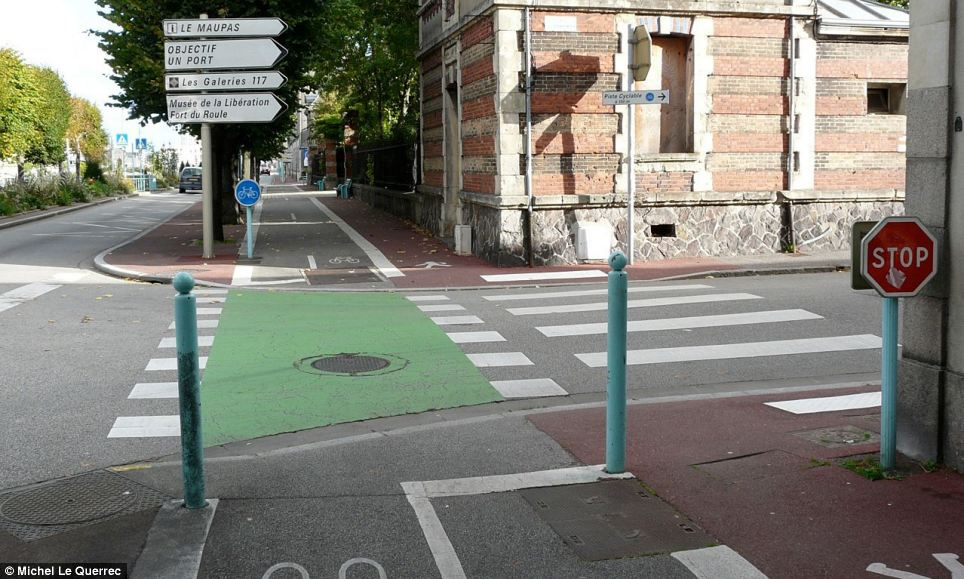 LE MAUPAS
OBJECTIF
UN PORT
Les Galeries 117
Musée de la Libération
Fort du Roule
Piste Cyclable
STOP
Michel Le Querrec